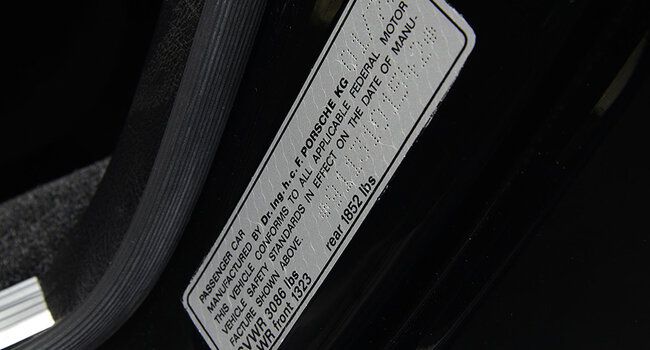 PASSENGER CAR
MANUFACTURED BY Dr. ing. h. c. F. PORSCHE KG
THIS VEHICLE CONFORMS TO ALL APPLICABLE FEDERAL MOTOR
VEHICLE SAFETY STANDARDS IN EFFECT ON THE DATE OF MANU-
FACTURE SHOWN ABOVE.
GVWR 3086 lbs
WR front 1323 rear 1852 lbs